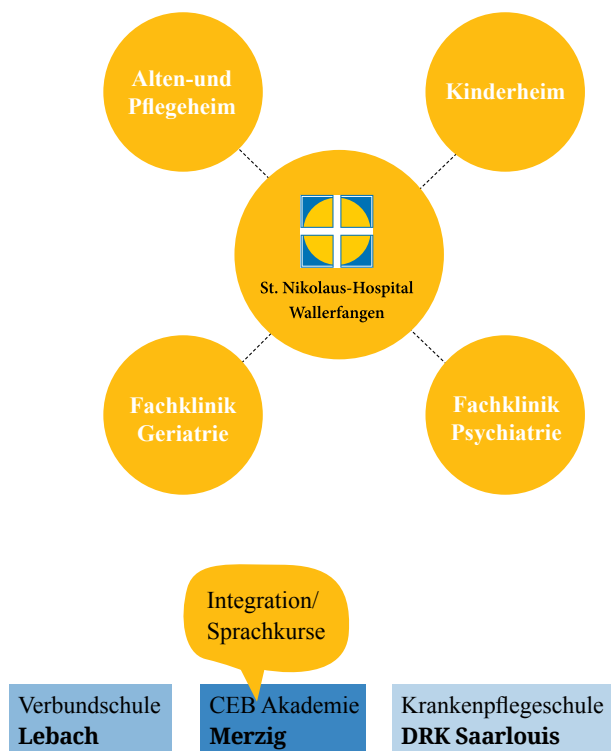 Alten-und
Pflegeheim
Kinderheim
St. Nikolaus-Hospital
Wallerfangen
Fachklinik
Geriatrie
Fachklinik
Psychiatrie
Integration/
Sprachkurse
Verbundschule
Lebach
CEB Akademie
Merzig
Krankenpflegeschule
DRK Saarlouis